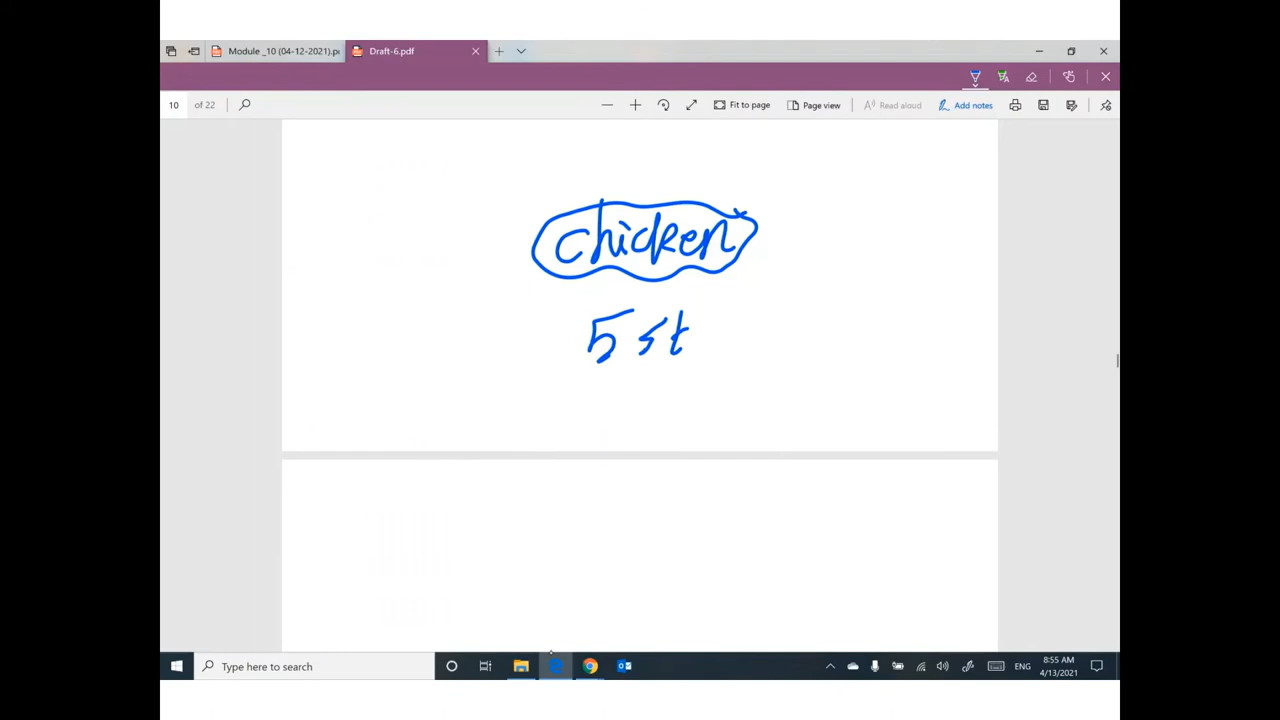 Module _10 (04-12-2021).p
Draft-6.pdf
10 of 22
Fit to page
Page view
Read aloud
Add notes
chicken
5 st
Type here to search
ENG
8:55 AM
4/13/2021